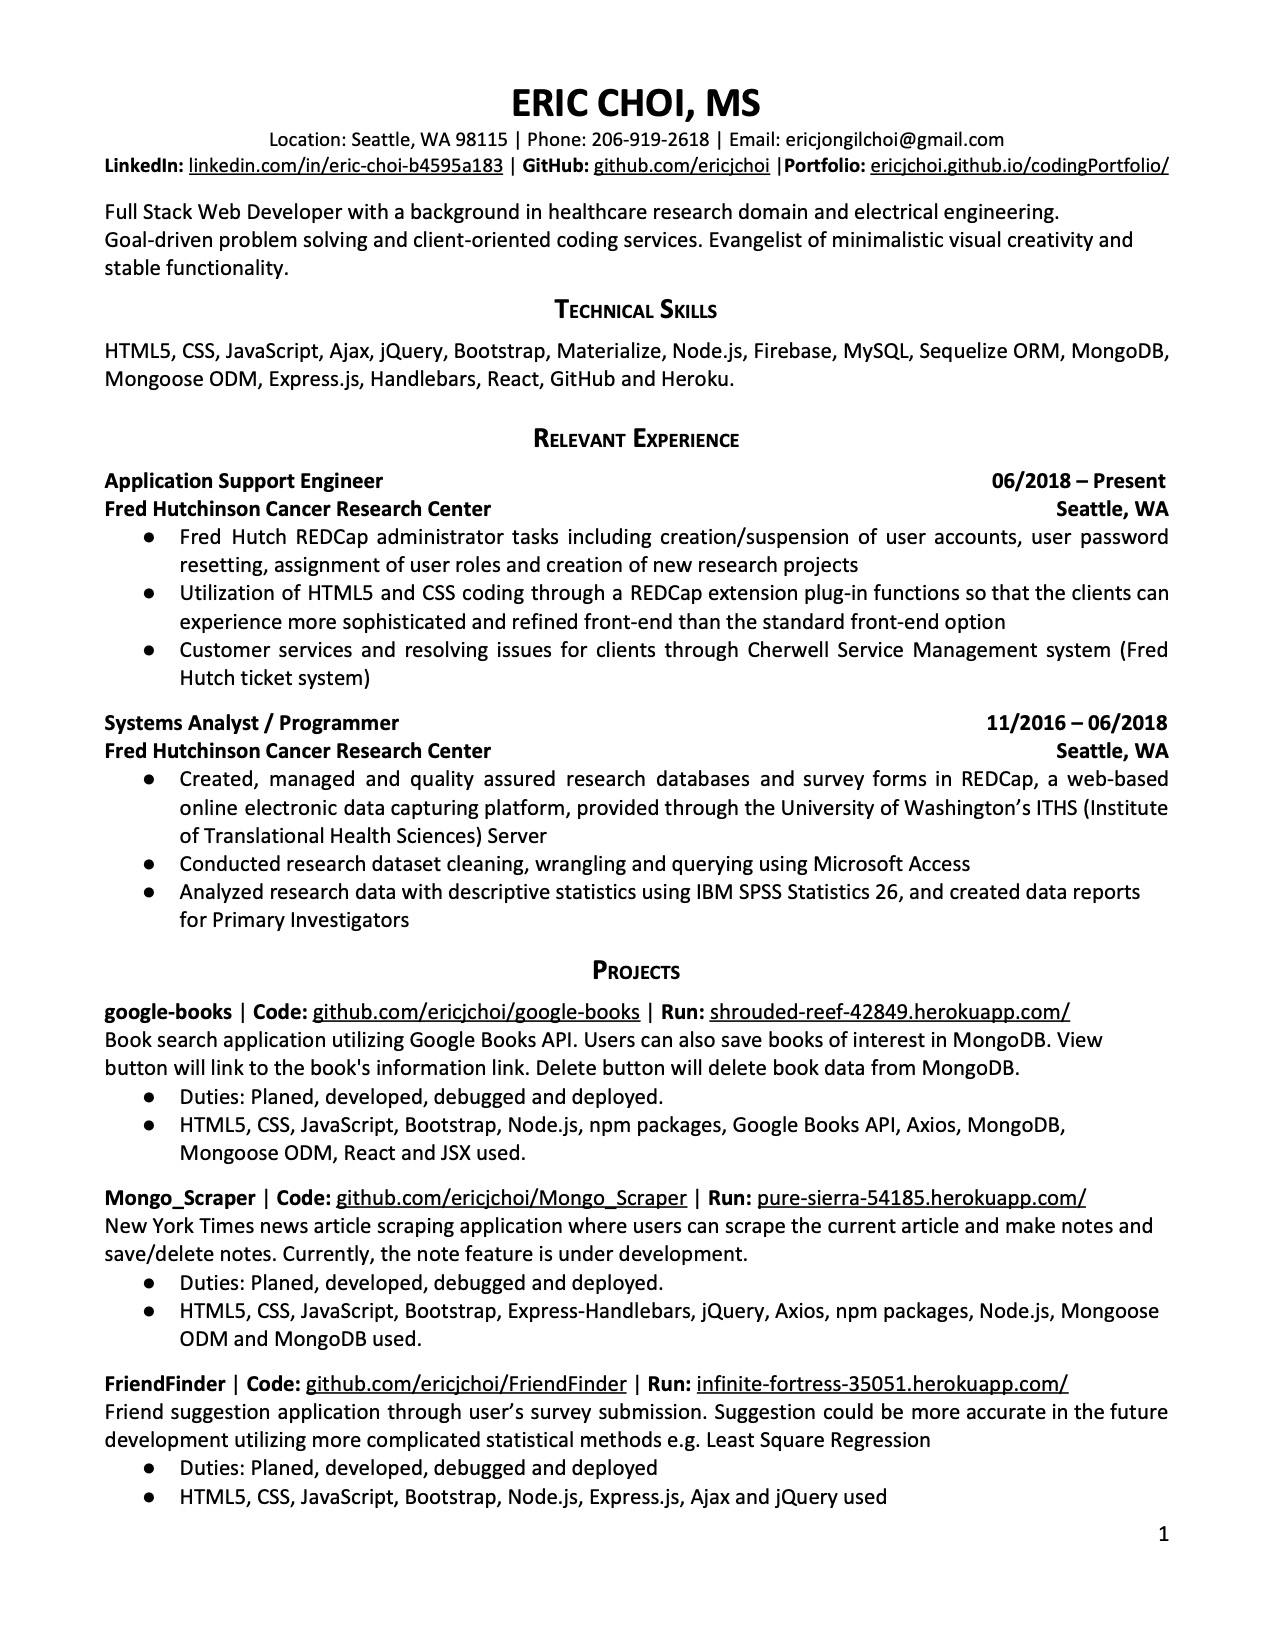 ERIC CHOI, MS
Location: Seattle, WA 98115 | Phone: 206-919-2618 | Email: ericjongilchoi@gmail.com
LinkedIn: linkedin.com/in/eric-choi-b4595a183 | GitHub: github.com/ericjchoi |Portfolio: ericjchoi.github.io/codingPortfolio/
Full Stack Web Developer with a background in healthcare research domain and electrical engineering.
Goal-driven problem solving and client-oriented coding services. Evangelist of minimalistic visual creativity and
stable functionality.
TECHNICAL SKILLS
HTML5, CSS, JavaScript, Ajax, jQuery, Bootstrap, Materialize, Node.js, Firebase, MySQL, Sequelize ORM, MongoDB,
Mongoose ODM, Express.js, Handlebars, React, GitHub and Heroku.
RELEVANT EXPERIENCE
Application Support Engineer 06/2018 – Present
Fred Hutchinson Cancer Research Center Seattle, WA
● Fred Hutch REDCap administrator tasks including creation/suspension of user accounts, user password
resetting, assignment of user roles and creation of new research projects
● Utilization of HTML5 and CSS coding through a REDCap extension plug-in functions so that the clients can
experience more sophisticated and refined front-end than the standard front-end option
● Customer services and resolving issues for clients through Cherwell Service Management system (Fred
Hutch ticket system)
Systems Analyst / Programmer 11/2016 – 06/2018
Fred Hutchinson Cancer Research Center Seattle, WA
● Created, managed and quality assured research databases and survey forms in REDCap, a web-based
online electronic data capturing platform, provided through the University of Washington’s ITHS (Institute
of Translational Health Sciences) Server
● Conducted research dataset cleaning, wrangling and querying using Microsoft Access
● Analyzed research data with descriptive statistics using IBM SPSS Statistics 26, and created data reports
for Primary Investigators
PROJECTS
google-books | Code: github.com/ericjchoi/google-books | Run: shrouded-reef-42849.herokuapp.com/
Book search application utilizing Google Books API. Users can also save books of interest in MongoDB. View
button will link to the book's information link. Delete button will delete book data from MongoDB.
● Duties: Planed, developed, debugged and deployed.
● HTML5, CSS, JavaScript, Bootstrap, Node.js, npm packages, Google Books API, Axios, MongoDB,
Mongoose ODM, React and JSX used.
Mongo_Scraper | Code: github.com/ericjchoi/Mongo_Scraper | Run: pure-sierra-54185.herokuapp.com/
New York Times news article scraping application where users can scrape the current article and make notes and
save/delete notes. Currently, the note feature is under development.
● Duties: Planed, developed, debugged and deployed.
● HTML5, CSS, JavaScript, Bootstrap, Express-Handlebars, jQuery, Axios, npm packages, Node.js, Mongoose
ODM and MongoDB used.
FriendFinder | Code: github.com/ericjchoi/FriendFinder | Run: infinite-fortress-35051.herokuapp.com/
Friend suggestion application through user’s survey submission. Suggestion could be more accurate in the future
development utilizing more complicated statistical methods e.g. Least Square Regression
● Duties: Planed, developed, debugged and deployed
● HTML5, CSS, JavaScript, Bootstrap, Node.js, Express.js, Ajax and jQuery used
1